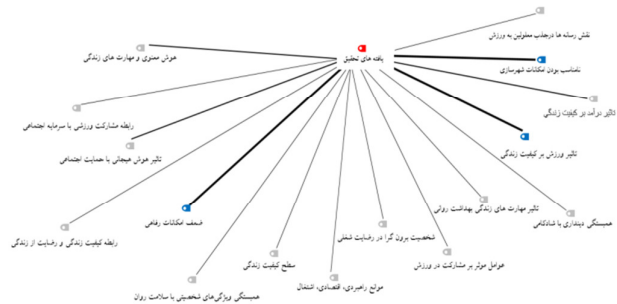 نقش رسانه ها درجذب معلولین به ورزش
یافته های تحقیق
هوش معنوی و مهارت های زندگی
نامناسب بودن امکانات شهرسازی
تاثیر درآمد بر کیفیت زندگی
رابطه مشارکت ورزشی با سرمایه اجتماعی
تاثیر ورزش بر کیفیت زندگی
تاثیر هوش هیجانی با حمایت اجتماعی
تاثیر مهارت های زندگی بهداشت روانی
همبستگی دینداری با شادکامی
ضعف امکانات رفاهی
شخصیت برون گرا در رضایت شغلی
رابطه کیفیت زندگی و رضایت از زندگی
عوامل موثر بر مشارکت در ورزش
سطح کیفیت زندگی
موانع راهبردی، اقتصادی، اشتغال
همبستگی ویژگی‌های شخصیتی با سلامت روان